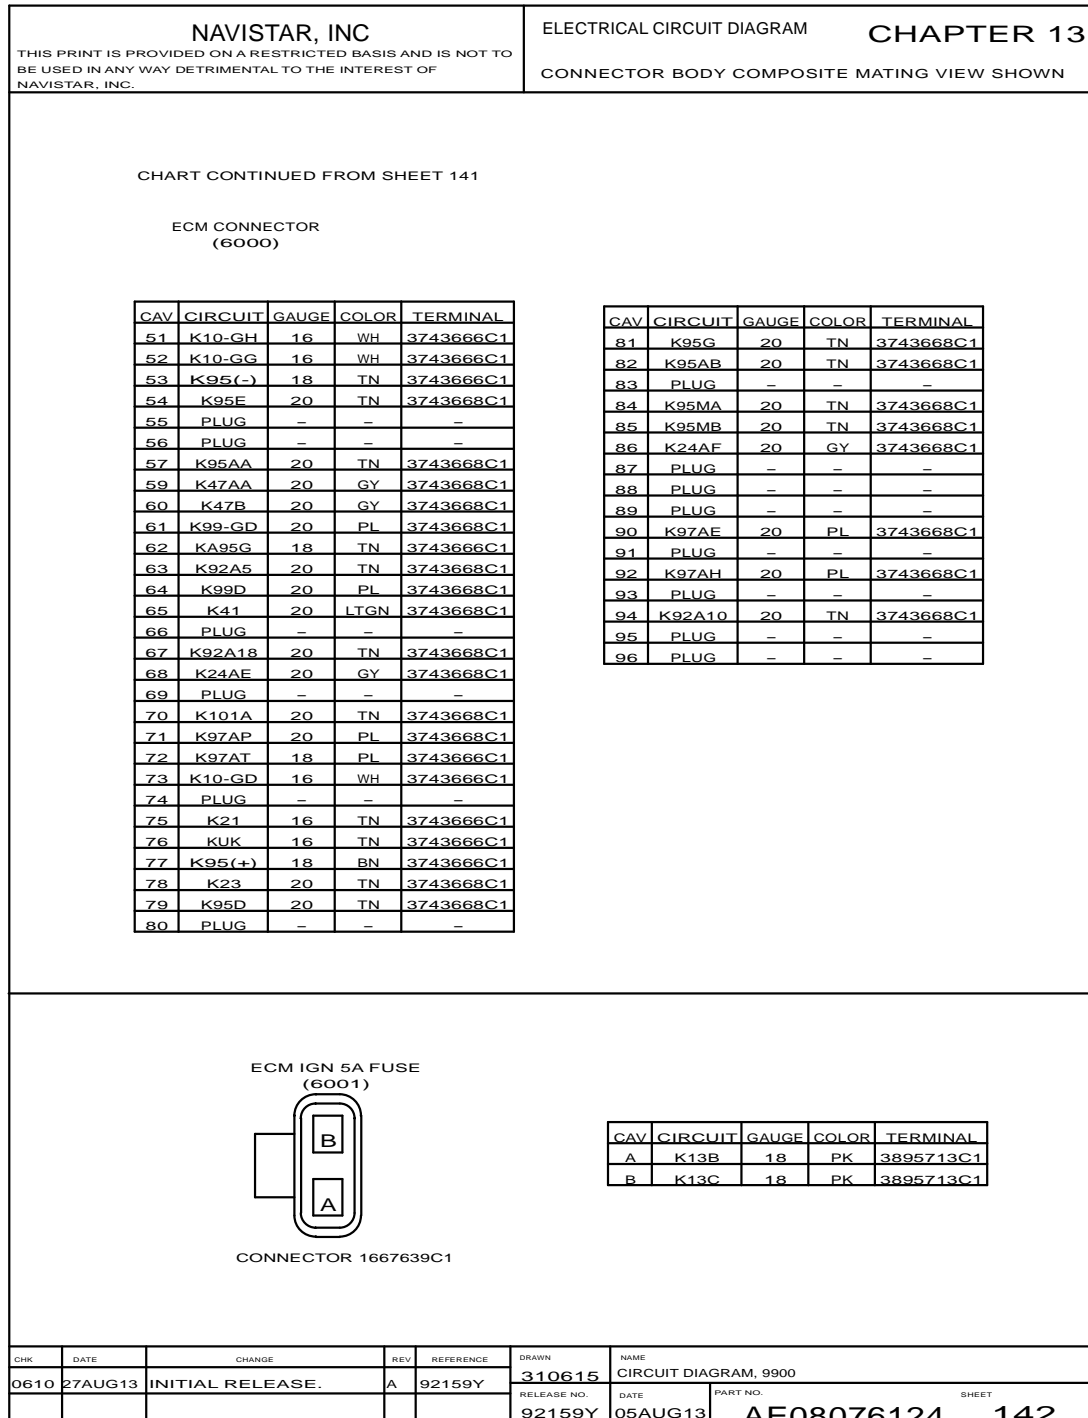 NAVISTAR, INC
THIS PRINT IS PROVIDED ON A RESTRICTED BASIS AND IS NOT TO
BE USED IN ANY WAY DETRIMENTAL TO THE INTEREST OF
NAVISTAR, INC.
ELECTRICAL CIRCUIT DIAGRAM CHAPTER 13
CONNECTOR BODY COMPOSITE MATING VIEW SHOWN
CHART CONTINUED FROM SHEET 141
ECM CONNECTOR
(6000)
CAV CIRCUIT GAUGE COLOR TERMINAL
51 K10-GH 16 WH 3743666C1
52 K10-GG 16 WH 3743666C1
53 K95(-) 18 TN 3743666C1
54 K95E 20 TN 3743668C1
55 PLUG – – –
56 PLUG – – –
57 K95AA 20 TN 3743668C1
59 K47AA 20 GY 3743668C1
60 K47B 20 GY 3743668C1
61 K99-GD 20 PL 3743668C1
62 KA95G 18 TN 3743666C1
63 K92A5 20 TN 3743668C1
64 K99D 20 PL 3743668C1
65 K41 20 LTGN 3743668C1
66 PLUG – – –
67 K92A18 20 TN 3743668C1
68 K24AE 20 GY 3743668C1
69 PLUG – – –
70 K101A 20 TN 3743668C1
71 K97AP 20 PL 3743668C1
72 K97AT 18 PL 3743666C1
73 K10-GD 16 WH 3743666C1
74 PLUG – – –
75 K21 16 TN 3743666C1
76 KUK 16 TN 3743666C1
77 K95(+) 18 BN 3743666C1
78 K23 20 TN 3743668C1
79 K95D 20 TN 3743668C1
80 PLUG – – –
CAV CIRCUIT GAUGE COLOR TERMINAL
81 K95G 20 TN 3743668C1
82 K95AB 20 TN 3743668C1
83 PLUG – – –
84 K95MA 20 TN 3743668C1
85 K95MB 20 TN 3743668C1
86 K24AF 20 GY 3743668C1
87 PLUG – – –
88 PLUG – – –
89 PLUG – – –
90 K97AE 20 PL 3743668C1
91 PLUG – – –
92 K97AH 20 PL 3743668C1
93 PLUG – – –
94 K92A10 20 TN 3743668C1
95 PLUG – – –
96 PLUG – – –
ECM IGN 5A FUSE
(6001)
B
A
CONNECTOR 1667639C1
CAV CIRCUIT GAUGE COLOR TERMINAL
A K13B 18 PK 3895713C1
B K13C 18 PK 3895713C1
CHK DATE CHANGE REV REFERENCE
0610 27AUG13 INITIAL RELEASE. A 92159Y
DRAWN
310615
NAME
CIRCUIT DIAGRAM, 9900
RELEASE NO. DATE PART NO. SHEET
92159Y 05AUG13 AE08076124 142